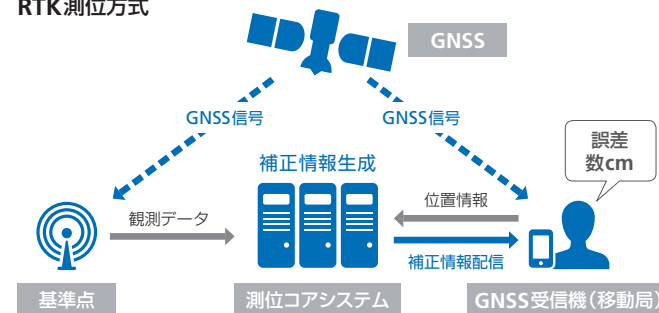 RTK測位方式
GNSS
GNSS信号
GNSS信号
誤差
数cm
補正情報生成
観測データ
位置情報
補正情報配信
基準点
測位コアシステム
GNSS受信機(移動局)